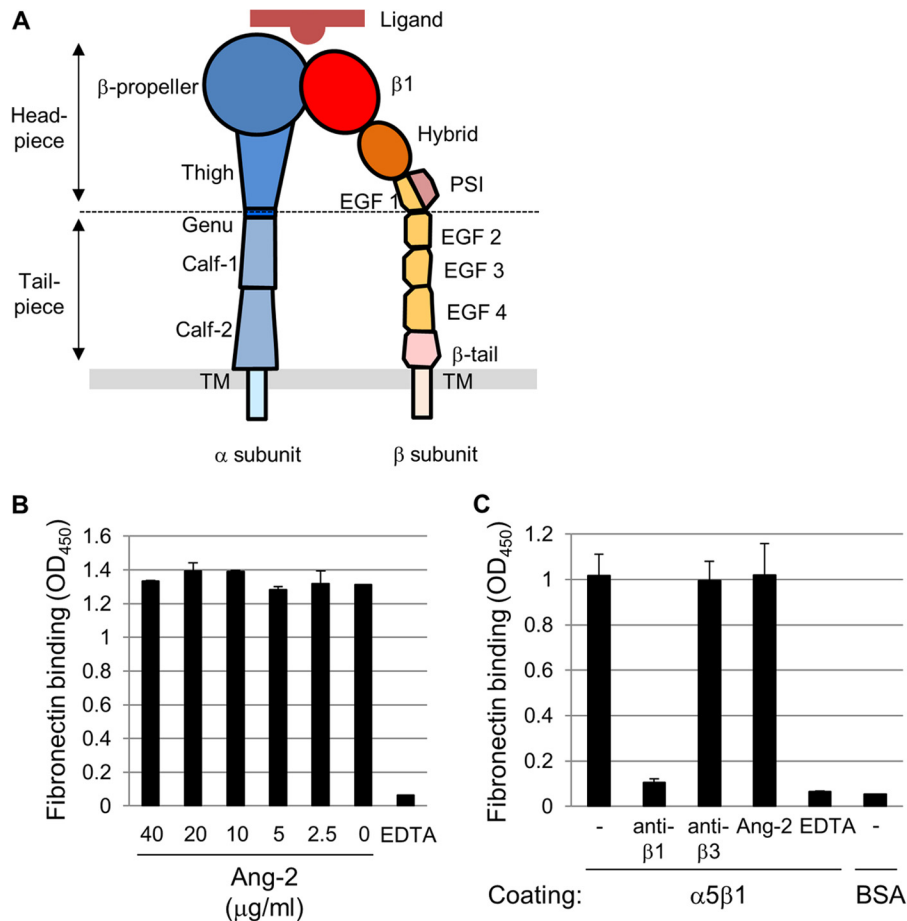 A
Ligand
β-propeller
β1
Head-
piece
Hybrid
Thigh
PSI
EGF 1
Genu
EGF 2
Calf-1
EGF 3
Tail-
piece
EGF 4
Calf-2
β-tail
TM
TM
α subunit
β subunit
B
Fibronectin binding (OD450)
1.6
1.4
1.2
1
0.8
0.6
0.4
0.2
0
40 20 10 5 2.5 0 EDTA
Ang-2
(μg/ml)
C
Fibronectin binding (OD450)
1.2
1
0.8
0.6
0.4
0.2
0
- anti-β1 anti-β3 Ang-2 EDTA -
Coating: α5β1 BSA